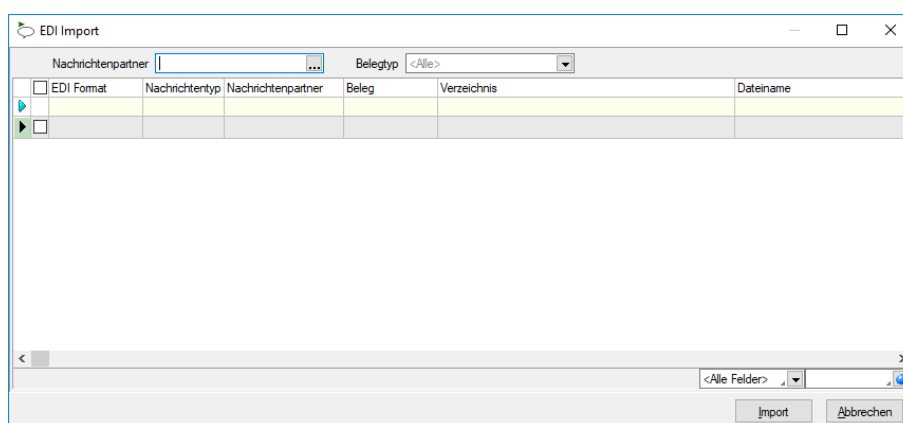 EDI Import
Nachrichtenpartner ... Belegtyp <Alle>
EDI Format Nachrichtentyp Nachrichtenpartner Beleg Verzeichnis Dateiname
<Alle Felder>
Import Abbrechen